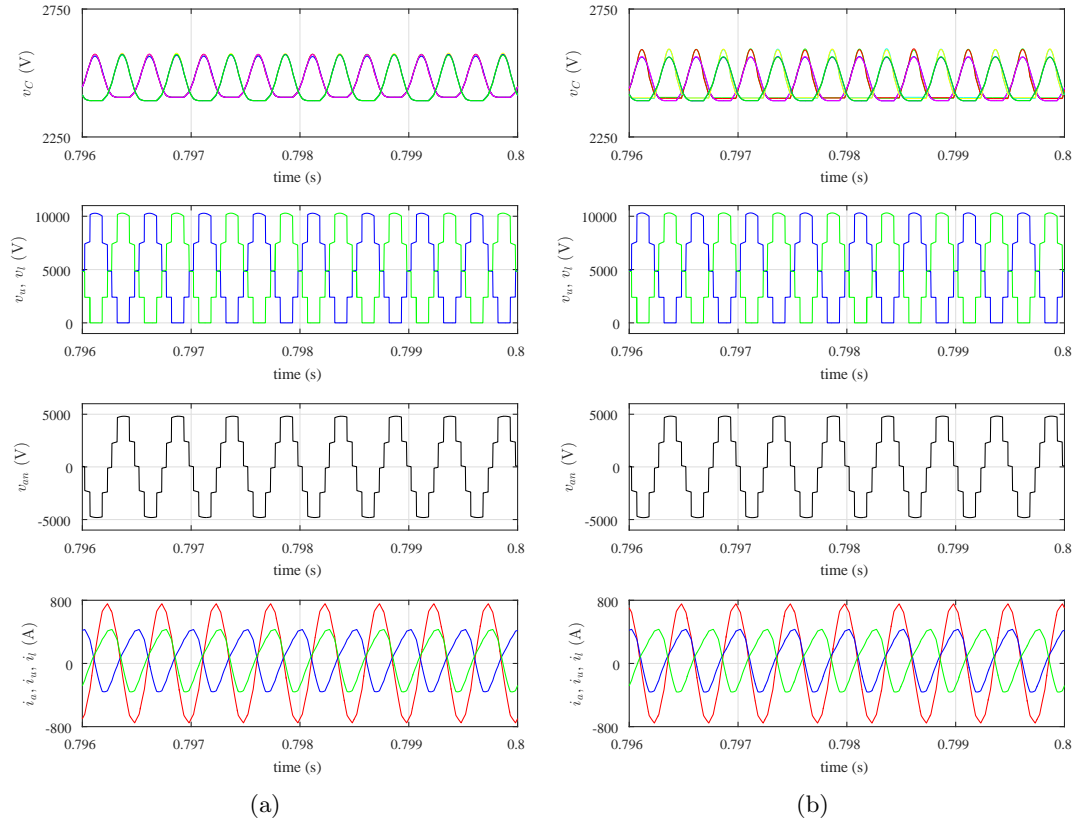 2750
v_C (V)
2250
0.796 0.797 0.798 0.799 0.8
time (s)
10000
5000
0
v_u, v_l (V)
0.796 0.797 0.798 0.799 0.8
time (s)
5000
0
-5000
v_an (V)
0.796 0.797 0.798 0.799 0.8
time (s)
800
0
-800
i_a, i_u, i_l (A)
0.796 0.797 0.798 0.799 0.8
time (s)
(a)
2750
v_C (V)
2250
0.796 0.797 0.798 0.799 0.8
time (s)
10000
5000
0
v_u, v_l (V)
0.796 0.797 0.798 0.799 0.8
time (s)
5000
0
-5000
v_an (V)
0.796 0.797 0.798 0.799 0.8
time (s)
800
0
-800
i_a, i_u, i_l (A)
0.796 0.797 0.798 0.799 0.8
time (s)
(b)